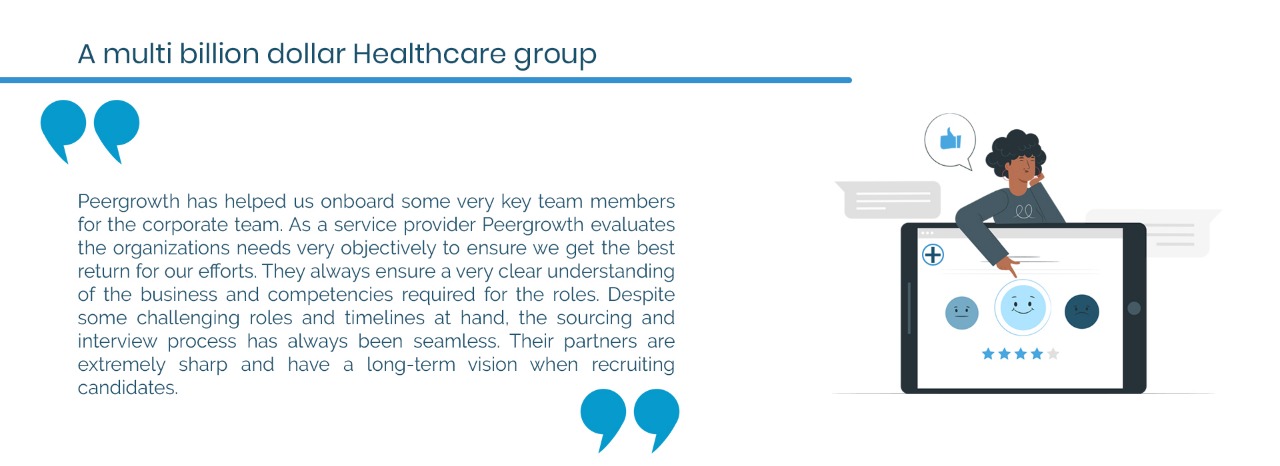 A multi billion dollar Healthcare group
Peergrowth has helped us onboard some very key team members
for the corporate team. As a service provider Peergrowth evaluates
the organizations needs very objectively to ensure we get the best
return for our efforts. They always ensure a very clear understanding
of the business and competencies required for the roles. Despite
some challenging roles and timelines at hand, the sourcing and
interview process has always been seamless. Their partners are
extremely sharp and have a long-term vision when recruiting
candidates.